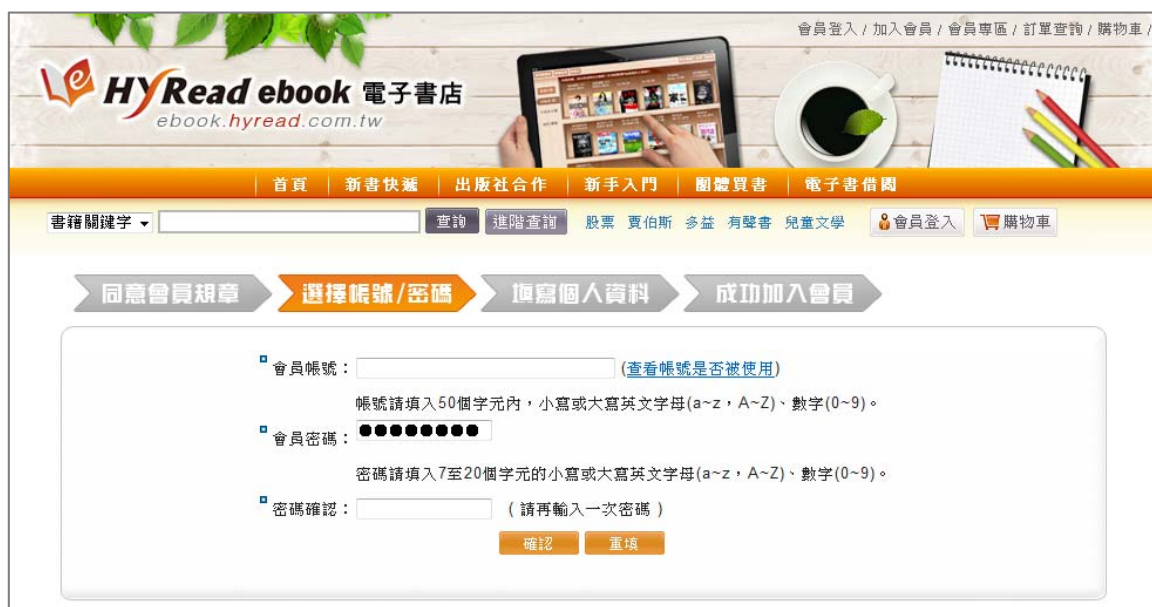 會員登入 / 加入會員 / 會員專區 / 訂單查詢 / 購物車 /
HYRead ebook 電子書店
ebook.hyread.com.tw
首頁 | 新書快遞 | 出版社合作 | 新手入門 | 團體買書 | 電子書借閱
書籍關鍵字 查詢 進階查詢 股票 賈伯斯 多益 有聲書 兒童文學 會員登入 購物車
同意會員規章 選擇帳號/密碼 填寫個人資料 成功加入會員
會員帳號： (查看帳號是否被使用)
帳號請填入50個字元內，小寫或大寫英文字母(a~z，A~Z)、數字(0~9)。
會員密碼： ●●●●●●●●
密碼請填入7至20個字元的小寫或大寫英文字母(a~z，A~Z)、數字(0~9)。
密碼確認： ( 請再輸入一次密碼 )
確認 重填